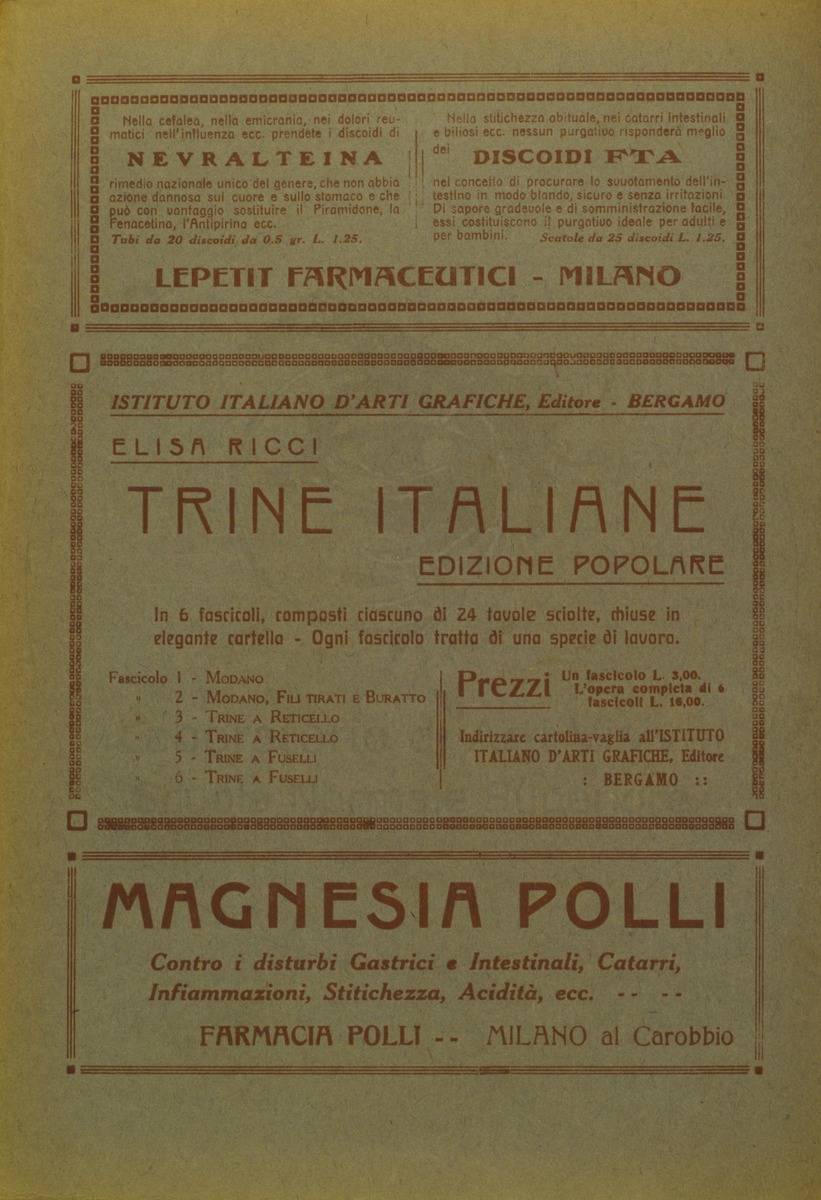 Nella cefalea, nella emicrania, nei dolori reu-
matici nell'influenza ecc. prendete i discoidi di
NEVRALTEINA
rimedio nazionale unico del genere, che non abbia
azione dannosa sul cuore e sullo stomaco e che
può con vantaggio sostituire il Piramidone, la
Fenacetina, l'Antipirina ecc.
Tubi da 20 discoidi da 0.5 gr. L. 1.25.
Nella stitichezza abituale, nei catarri intestinali
e biliosi ecc. nessun purgativo risponderà meglio
dei DISCOIDI FTA
nel concetto di procurare lo svuotamento dell'in-
testino in modo blando, sicuro e senza irritazioni.
Di sapore gradevole e di somministrazione facile,
essi costituiscono il purgativo ideale per adulti e
per bambini. Scatole da 25 discoidi L. 1.25.
LEPETIT FARMACEUTICI - MILANO
ISTITUTO ITALIANO D'ARTI GRAFICHE, Editore - BERGAMO
ELISA RICCI
TRINE ITALIANE
EDIZIONE POPOLARE
In 6 fascicoli, composti ciascuno di 24 tavole sciolte, chiuse in
elegante cartella - Ogni fascicolo tratta di una specie di lavoro.
Fascicolo 1 - MODANO
" 2 - MODANO, FILI TIRATI E BURATTO
" 3 - TRINE A RETICELLO
" 4 - TRINE A RETICELLO
" 5 - TRINE A FUSELLI
" 6 - TRINE A FUSELLI
Prezzi
Un fascicolo L. 3,00.
L'opera completa di 6
fascicoli L. 16,00.
Indirizzare cartolina-vaglia all'ISTITUTO
ITALIANO D'ARTI GRAFICHE, Editore
: BERGAMO ::
MAGNESIA POLLI
Contro i disturbi Gastrici e Intestinali, Catarri,
Infiammazioni, Stitichezza, Acidità, ecc. -- --
FARMACIA POLLI -- MILANO al Carobbio